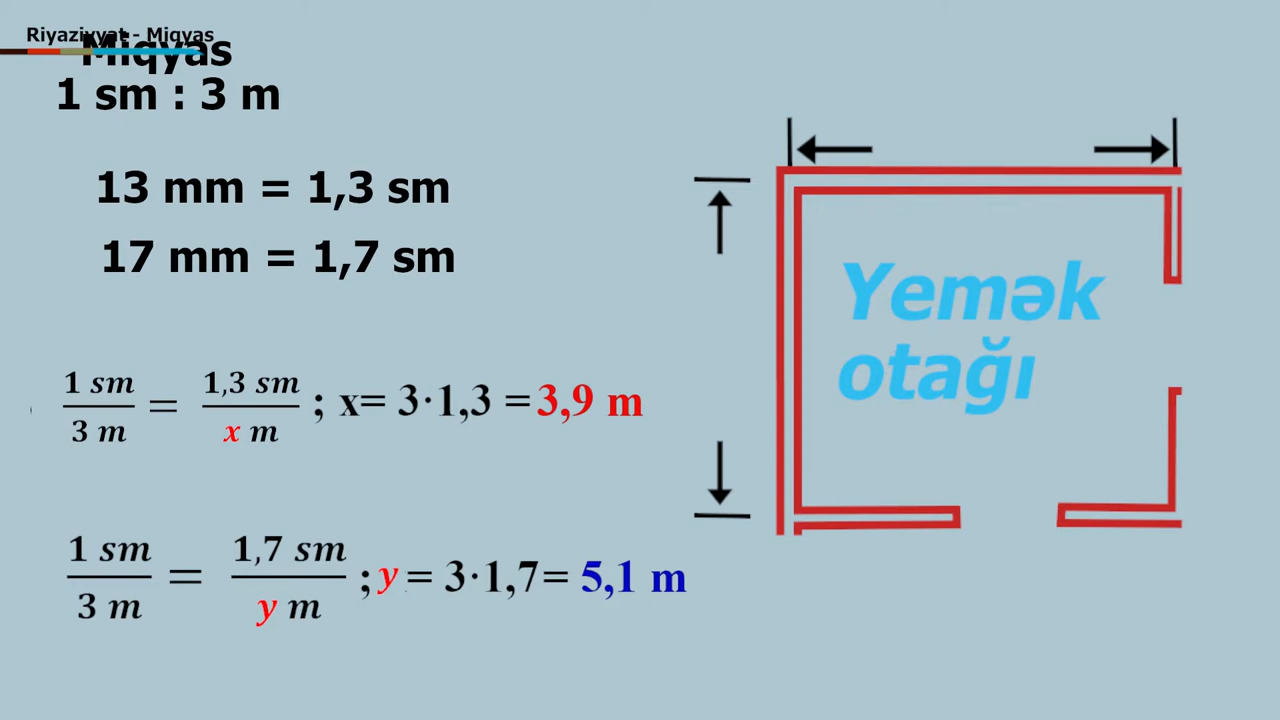 Riyaziyyat - Miqyas
Miqyas
1 sm : 3 m
13 mm = 1,3 sm
17 mm = 1,7 sm
1 sm / 3 m = 1,3 sm / x m ; x= 3·1,3 = 3,9 m
1 sm / 3 m = 1,7 sm / y m ; y = 3·1,7= 5,1 m
Yemək
otağı